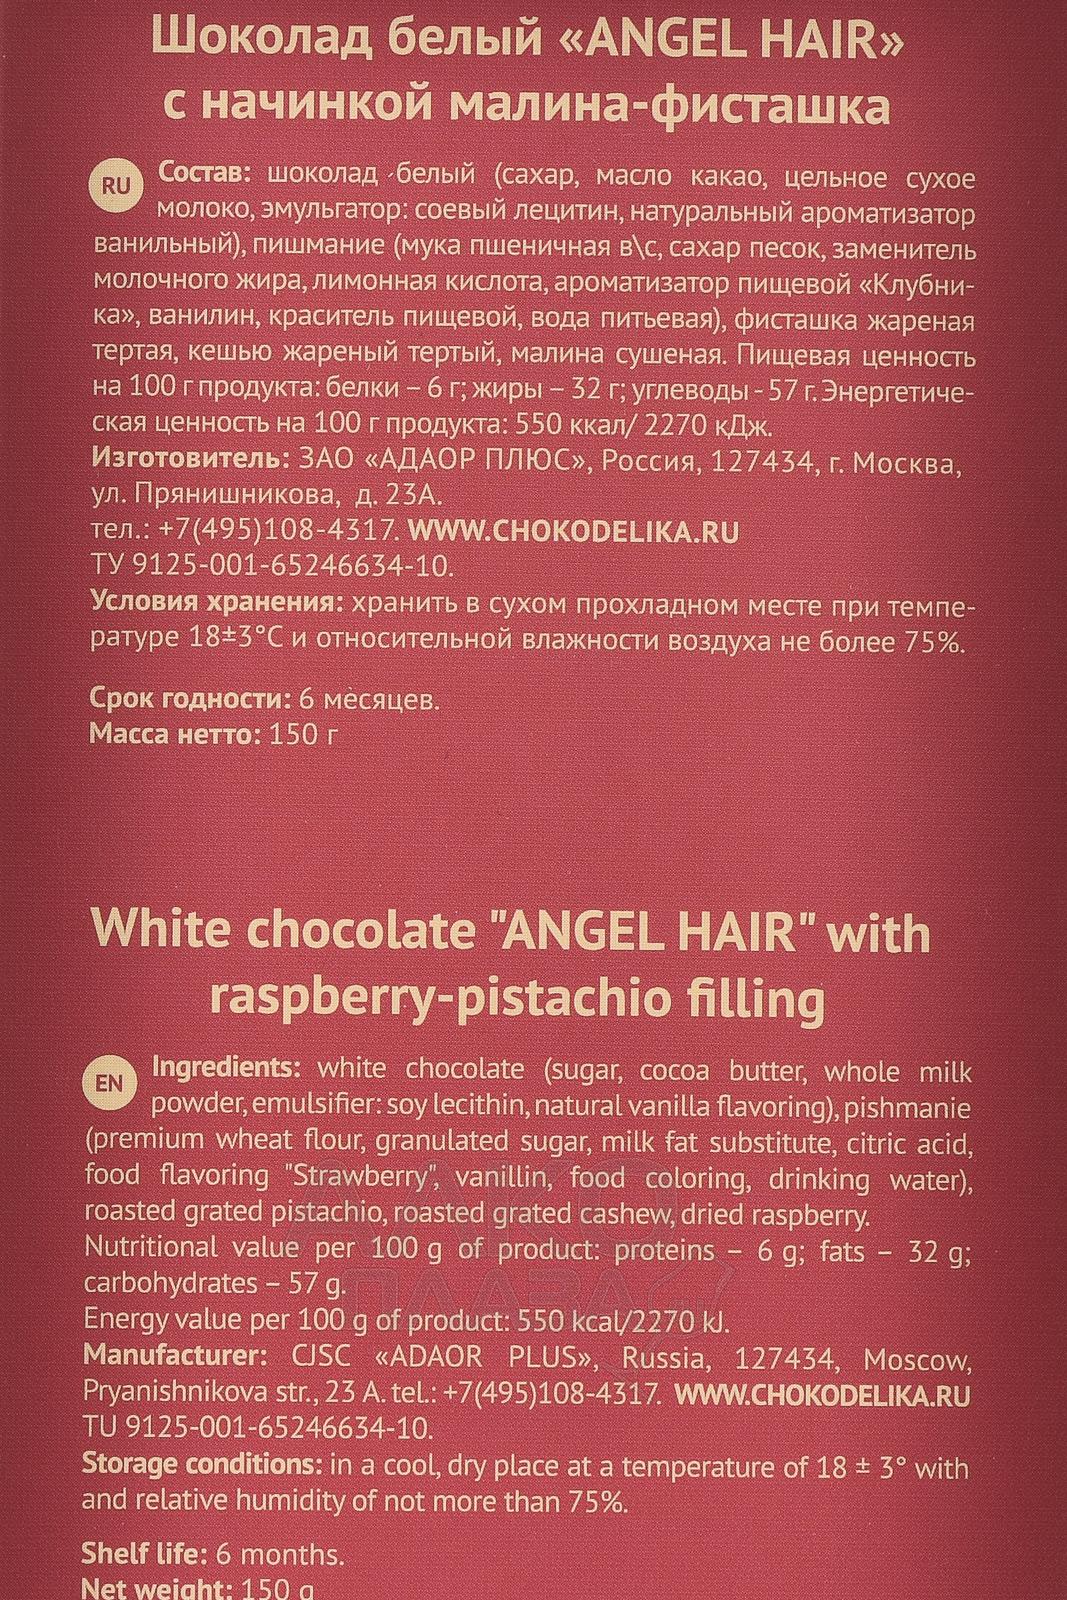 Шоколад белый «ANGEL HAIR»
с начинкой малина-фисташка
RU
Состав: шоколад белый (сахар, масло какао, цельное сухое
молоко, эмульгатор: соевый лецитин, натуральный ароматизатор
ванильный), пишмание (мука пшеничная в\с, сахар песок, заменитель
молочного жира, лимонная кислота, ароматизатор пищевой «Клубни-
ка», ванилин, краситель пищевой, вода питьевая), фисташка жареная
тертая, кешью жареный тертый, малина сушеная. Пищевая ценность
на 100 г продукта: белки – 6 г; жиры – 32 г; углеводы - 57 г. Энергетиче-
ская ценность на 100 г продукта: 550 ккал/ 2270 кДж.
Изготовитель: ЗАО «АДАОР ПЛЮС», Россия, 127434, г. Москва,
ул. Прянишникова, д. 23А.
тел.: +7(495)108-4317. WWW.CHOKODELIKA.RU
ТУ 9125-001-65246634-10.
Условия хранения: хранить в сухом прохладном месте при темпе-
ратуре 18±3°С и относительной влажности воздуха не более 75%.
Срок годности: 6 месяцев.
Масса нетто: 150 г
White chocolate "ANGEL HAIR" with
raspberry-pistachio filling
EN
Ingredients: white chocolate (sugar, cocoa butter, whole milk
powder, emulsifier: soy lecithin, natural vanilla flavoring), pishmanie
(premium wheat flour, granulated sugar, milk fat substitute, citric acid,
food flavoring "Strawberry", vanillin, food coloring, drinking water),
roasted grated pistachio, roasted grated cashew, dried raspberry.
Nutritional value per 100 g of product: proteins – 6 g; fats – 32 g;
carbohydrates – 57 g.
Energy value per 100 g of product: 550 kcal/2270 kJ.
Manufacturer: CJSC «ADAOR PLUS», Russia, 127434, Moscow,
Pryanishnikova str., 23 A. tel.: +7(495)108-4317. WWW.CHOKODELIKA.RU
TU 9125-001-65246634-10.
Storage conditions: in a cool, dry place at a temperature of 18 ± 3° with
and relative humidity of not more than 75%.
Shelf life: 6 months.
Net weight: 150 g